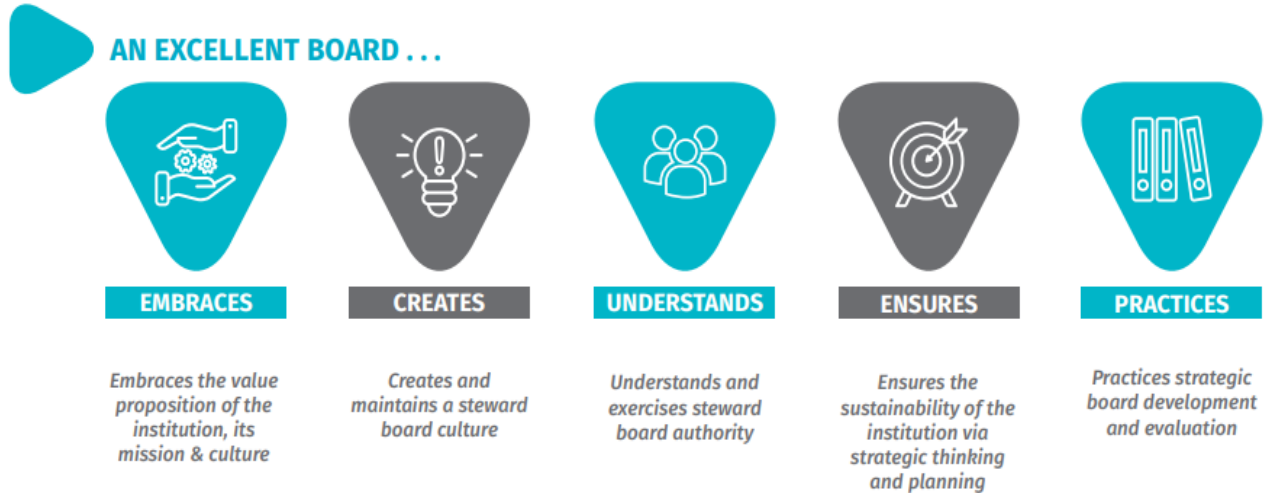 AN EXCELLENT BOARD . . .
EMBRACES
Embraces the value
proposition of the
institution, its
mission & culture
CREATES
Creates and
maintains a steward
board culture
UNDERSTANDS
Understands and
exercises steward
board authority
ENSURES
Ensures the
sustainability of the
institution via
strategic thinking
and planning
PRACTICES
Practices strategic
board development
and evaluation